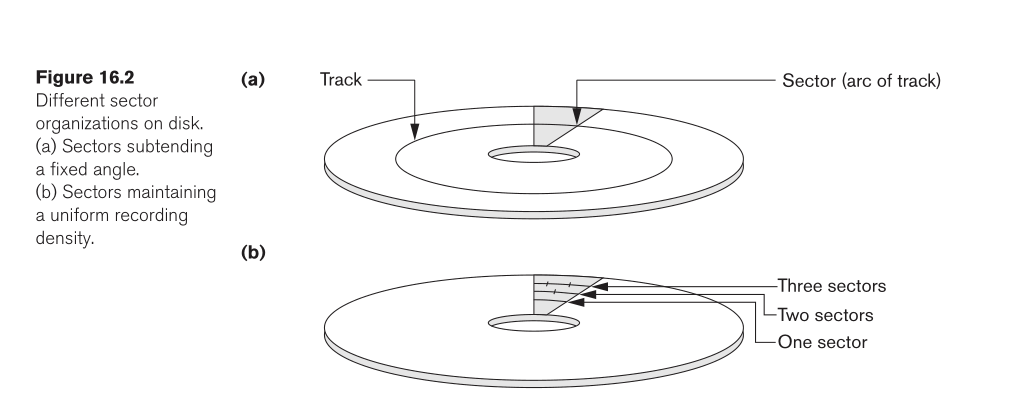 Figure 16.2
Different sector
organizations on disk.
(a) Sectors subtending
a fixed angle.
(b) Sectors maintaining
a uniform recording
density.
(a)
Track
Sector (arc of track)
(b)
Three sectors
Two sectors
One sector